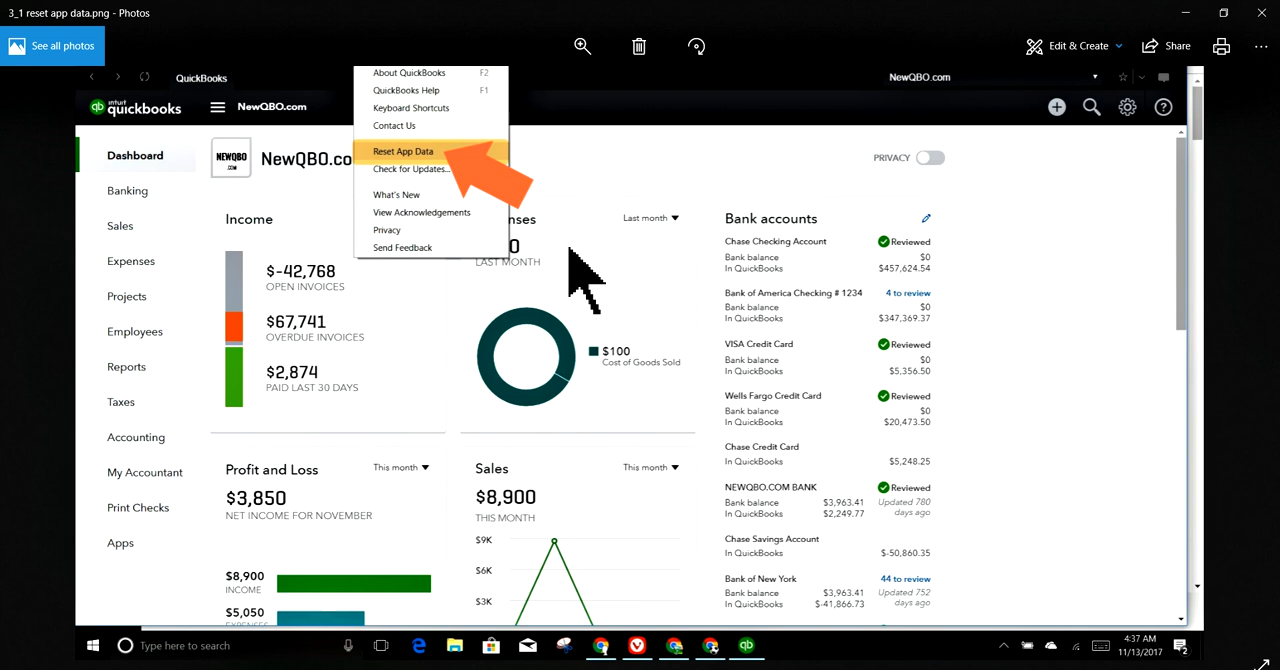 3_1 reset app data.png - Photos
See all photos
Edit & Create
Share
QuickBooks
NewQBO.com
intuit
quickbooks
NewQBO.com
About QuickBooks F2
QuickBooks Help F1
Keyboard Shortcuts
Contact Us
Reset App Data
Check for Updates...
What's New
View Acknowledgements
Privacy
Send Feedback
Dashboard
Banking
Sales
Expenses
Projects
Employees
Reports
Taxes
Accounting
My Accountant
Print Checks
Apps
NEWQBO
.COM
NewQBO.co
PRIVACY
Income
$-42,768
OPEN INVOICES
$67,741
OVERDUE INVOICES
$2,874
PAID LAST 30 DAYS
nses
Last month
0
LAST MONTH
$100
Cost of Goods Sold
Profit and Loss
This month
$3,850
NET INCOME FOR NOVEMBER
$8,900
INCOME
$5,050
EXPENSES
Sales
This month
$8,900
THIS MONTH
$9K
$6K
$3K
Bank accounts
Chase Checking Account Reviewed
Bank balance $0
In QuickBooks $457,624.54
Bank of America Checking # 1234 4 to review
Bank balance $0
In QuickBooks $347,369.37
VISA Credit Card Reviewed
Bank balance $0
In QuickBooks $5,356.50
Wells Fargo Credit Card Reviewed
Bank balance $0
In QuickBooks $20,473.50
Chase Credit Card
In QuickBooks $5,248.25
NEWQBO.COM BANK Reviewed
Bank balance $3,963.41 Updated 780
In QuickBooks $2,249.77 days ago
Chase Savings Account
In QuickBooks $-50,860.35
Bank of New York 44 to review
Bank balance $3,963.41 Updated 752
In QuickBooks $-41,866.73 days ago
Type here to search
4:37 AM
11/13/2017
2